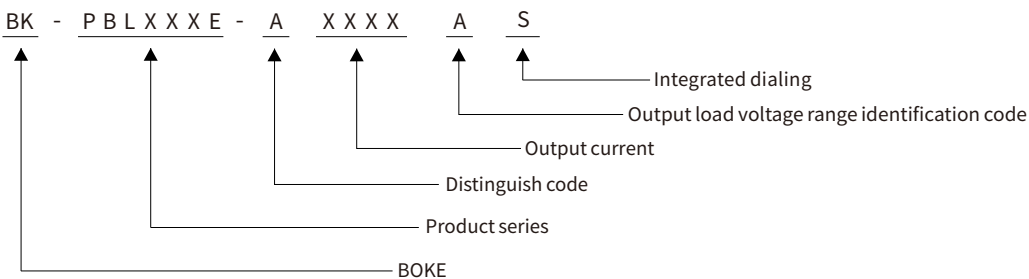 BK - PBLXXXE - A XXXX A S
Integrated dialing
Output load voltage range identification code
Output current
Distinguish code
Product series
BOKE